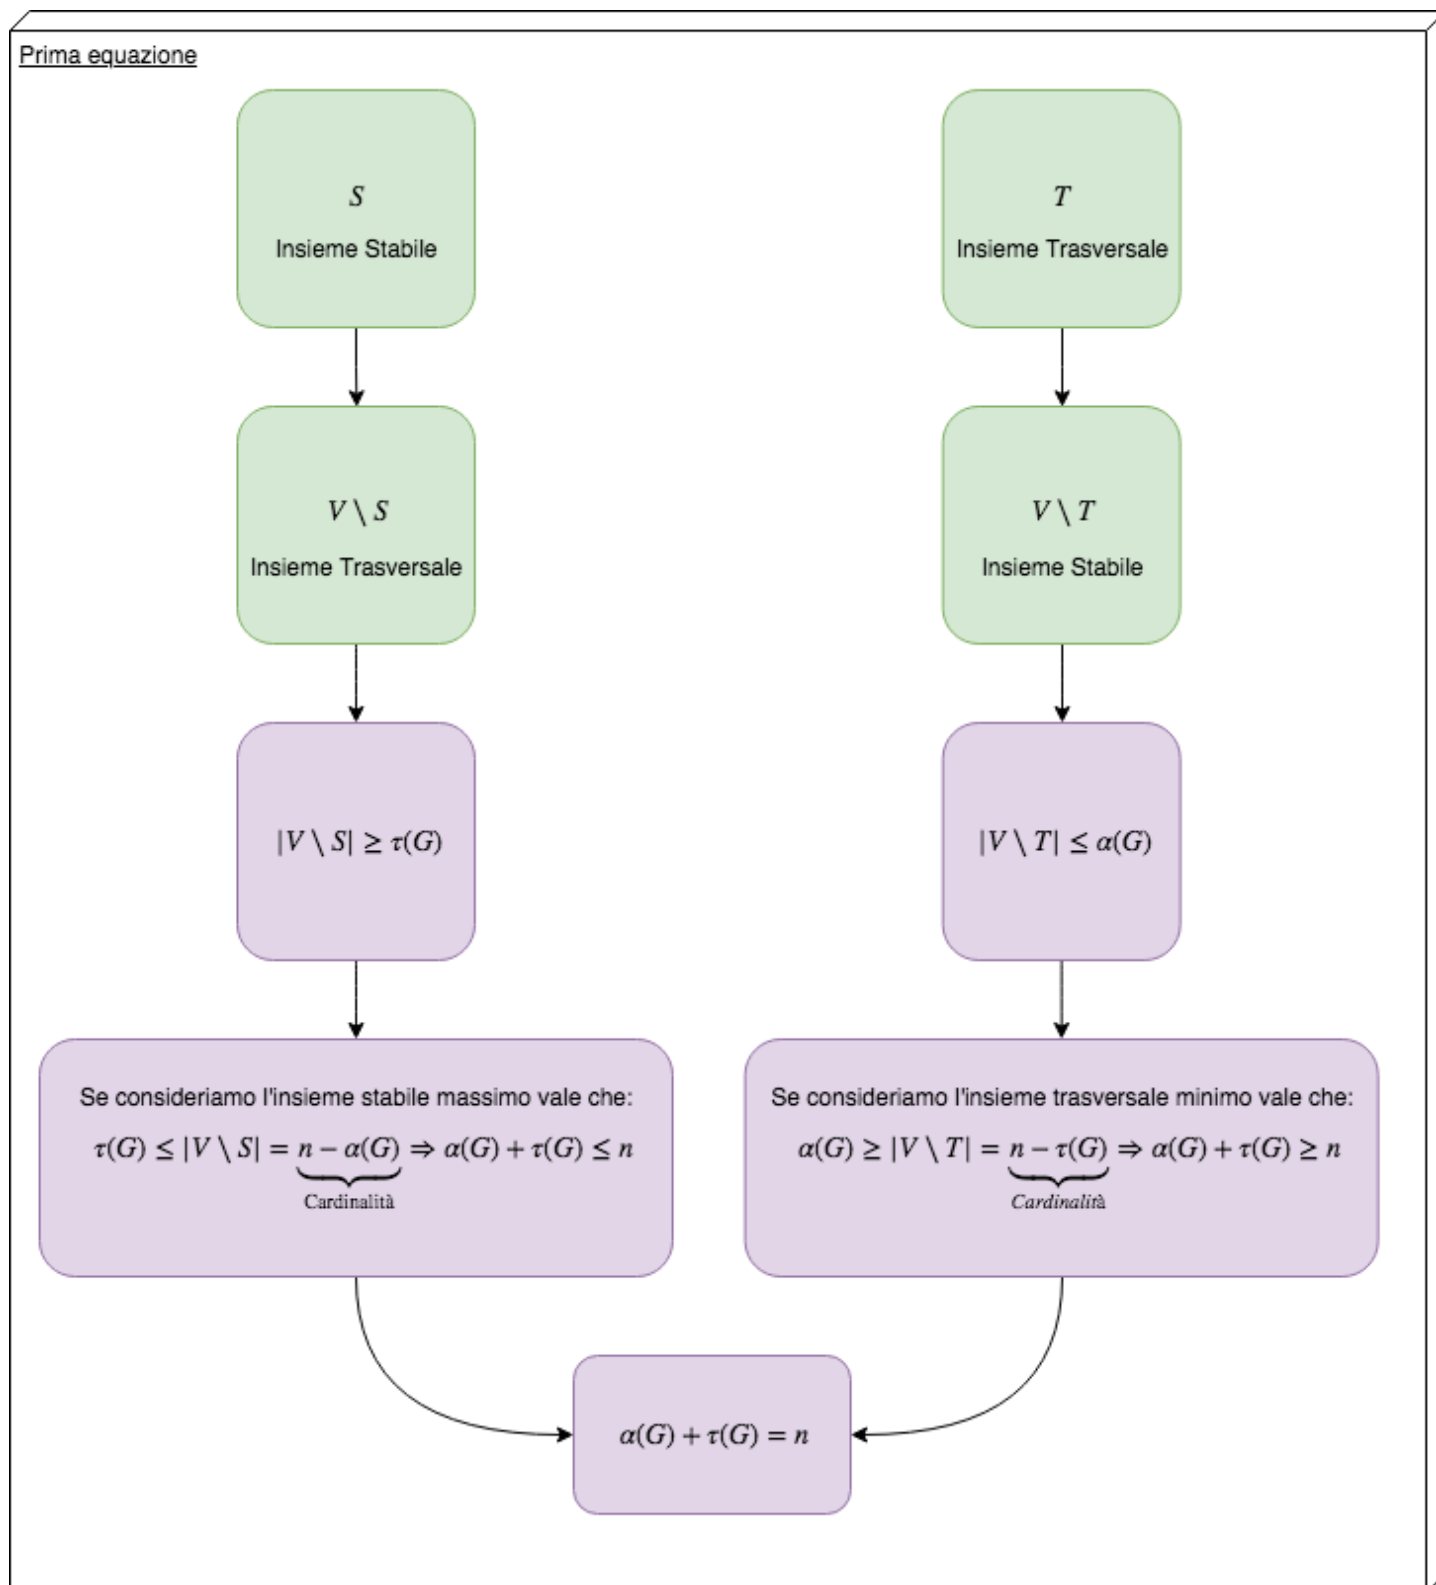 Prima equazione
S
Insieme Stabile
T
Insieme Trasversale
V \ S
Insieme Trasversale
V \ T
Insieme Stabile
|V \ S| ≥ τ(G)
|V \ T| ≤ α(G)
Se consideriamo l'insieme stabile massimo vale che:
τ(G) ≤ |V \ S| = n − α(G) ⇒ α(G) + τ(G) ≤ n
Cardinalità
Se consideriamo l'insieme trasversale minimo vale che:
α(G) ≥ |V \ T| = n − τ(G) ⇒ α(G) + τ(G) ≥ n
Cardinalità
α(G) + τ(G) = n